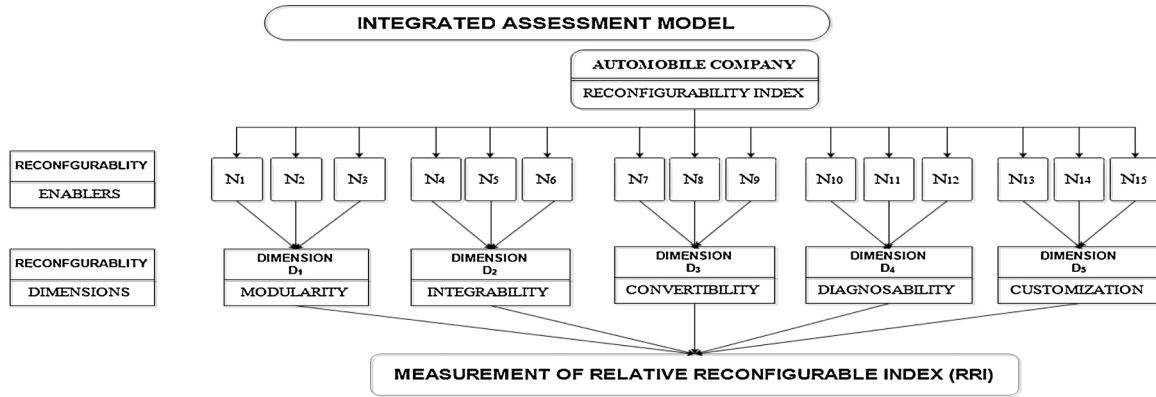 INTEGRATED ASSESSMENT MODEL
AUTOMOBILE COMPANY
RECONFIGURABILITY INDEX
RECONFGURABLITY
ENABLERS
N1 N2 N3 N4 N5 N6 N7 N8 N9 N10 N11 N12 N13 N14 N15
RECONFGURABLITY
DIMENSIONS
DIMENSION
D1
MODULARITY
DIMENSION
D2
INTEGRABILITY
DIMENSION
D3
CONVERTIBILITY
DIMENSION
D4
DIAGNOSABILITY
DIMENSION
D5
CUSTOMIZATION
MEASUREMENT OF RELATIVE RECONFIGURABLE INDEX (RRI)